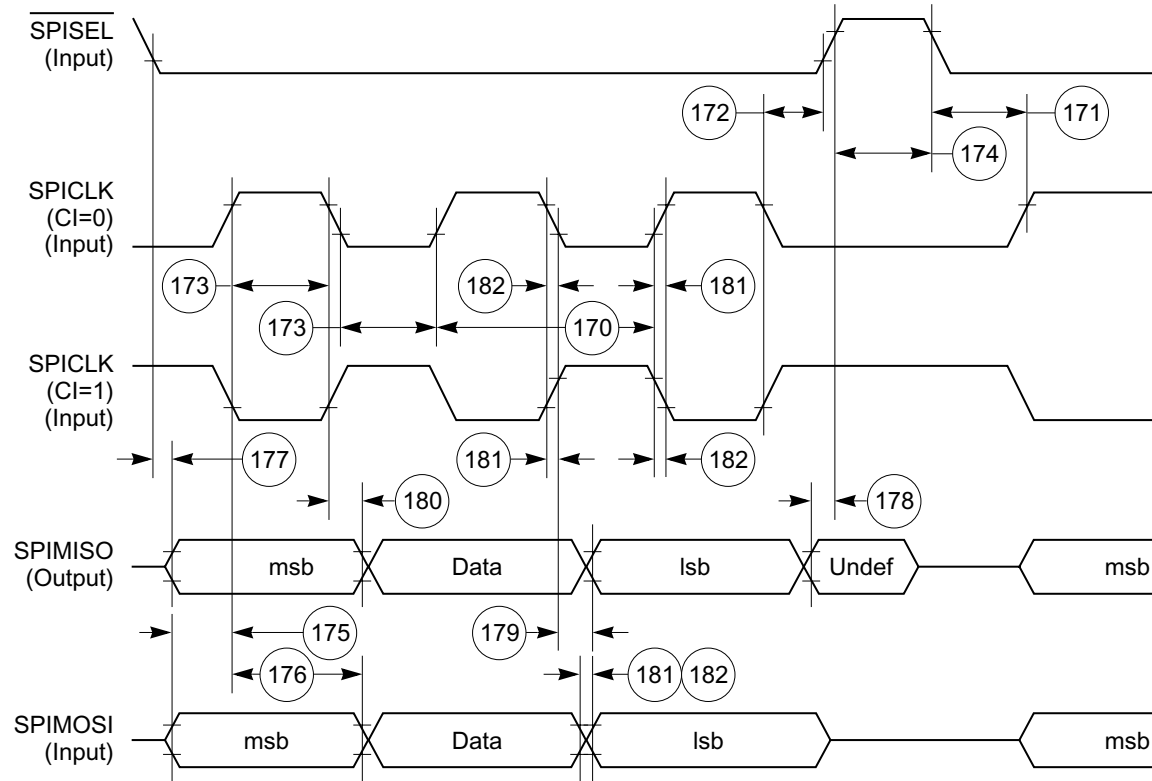 SPISEL
(Input)
172
171
174
SPICLK
(CI=0)
(Input)
173
182
181
173
170
SPICLK
(CI=1)
(Input)
177
181
182
180
178
SPIMISO
(Output)
msb
Data
lsb
Undef
msb
175
179
176
181
182
SPIMOSI
(Input)
msb
Data
lsb
msb